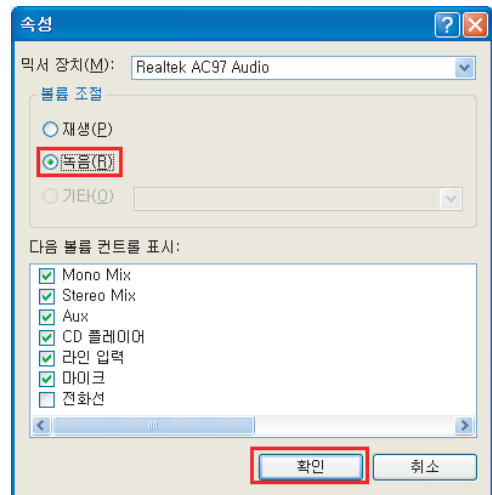 속성
믹서 장치(M): Realtek AC97 Audio
볼륨 조절
재생(P)
녹음(R)
기타(O)
다음 볼륨 컨트롤 표시:
Mono Mix
Stereo Mix
Aux
CD 플레이어
라인 입력
마이크
전화선
확인 취소